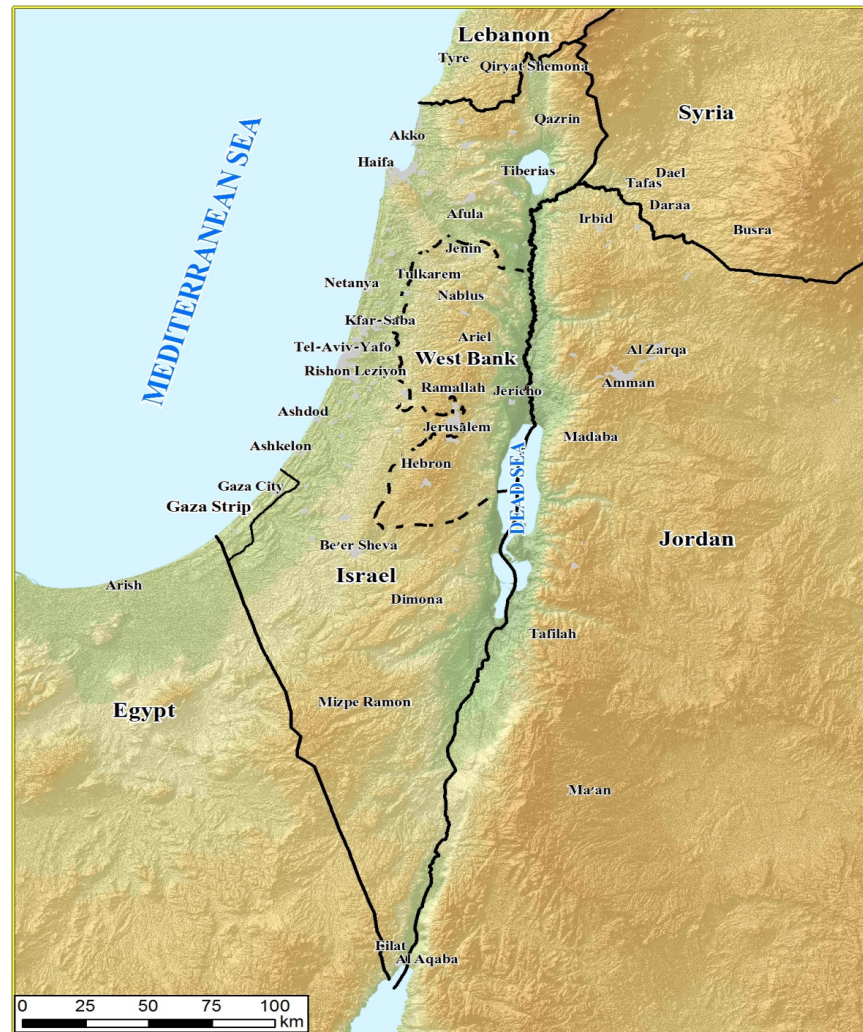 Lebanon
Tyre
Qiryat Shemona
Syria
Qazrin
Akko
Haifa
Tiberias
Dael
Tafas
Daraa
Irbid
Busra
Afula
Jenin
MEDITERRANEAN SEA
Tulkarem
Netanya
Nablus
Kfar-Saba
Ariel
Tel-Aviv-Yafo
West Bank
Al Zarqa
Rishon Leziyon
Amman
Ramallah
Jericho
Ashdod
Jerusalem
Madaba
Ashkelon
Hebron
DEAD SEA
Gaza City
Gaza Strip
Jordan
Be'er Sheva
Israel
Arish
Dimona
Tafilah
Mizpe Ramon
Egypt
Ma'an
Eilat
Al Aqaba
0 25 50 75 100
km